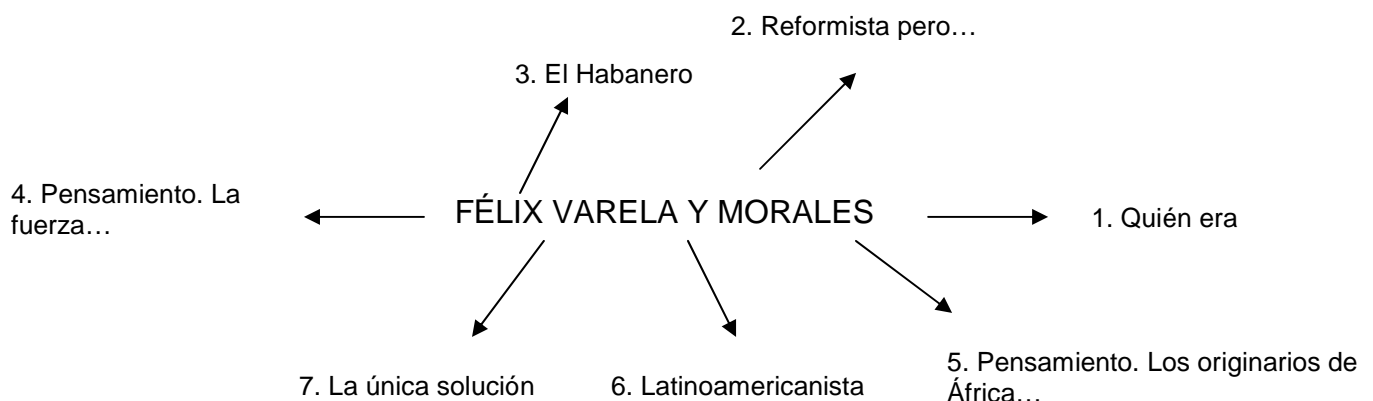 2. Reformista pero…
3. El Habanero
4. Pensamiento. La
fuerza…
FÉLIX VARELA Y MORALES
1. Quién era
5. Pensamiento. Los originarios de
África…
7. La única solución
6. Latinoamericanista